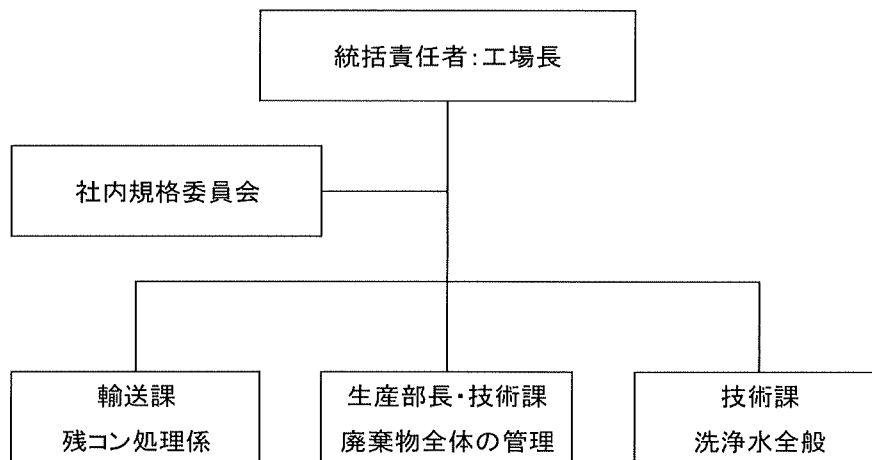 統括責任者:工場長
社内規格委員会
輸送課
残コン処理係
生産部長・技術課
廃棄物全体の管理
技術課
洗浄水全般